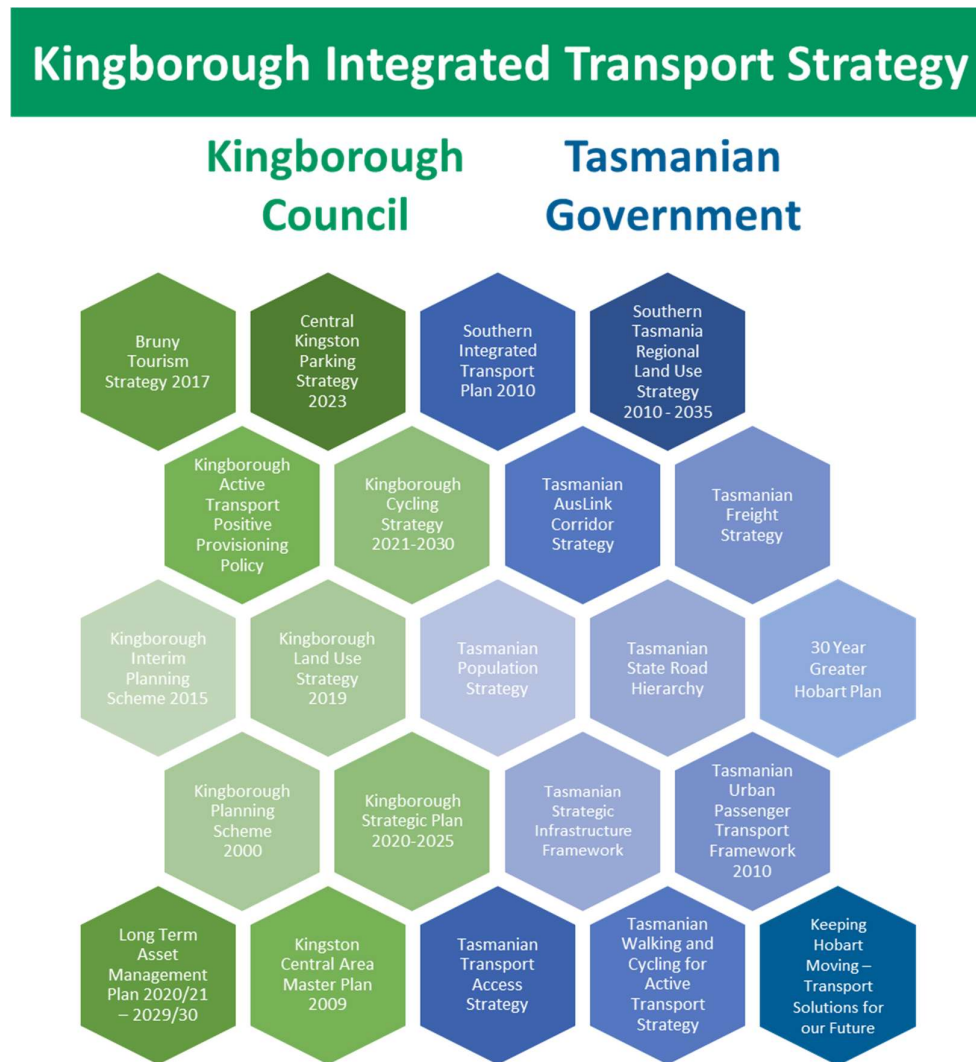 Kingborough Integrated Transport Strategy
Kingborough
Council
Tasmanian
Government
Bruny
Tourism
Strategy 2017
Central
Kingston
Parking
Strategy
2023
Southern
Integrated
Transport
Plan 2010
Southern
Tasmania
Regional
Land Use
Strategy
2010 - 2035
Kingborough
Active
Transport
Positive
Provisioning
Policy
Kingborough
Cycling
Strategy
2021-2030
Tasmanian
AusLink
Corridor
Strategy
Tasmanian
Freight
Strategy
Kingborough
Interim
Planning
Scheme 2015
Kingborough
Land Use
Strategy
2019
Tasmanian
Population
Strategy
Tasmanian
State Road
Hierarchy
30 Year
Greater
Hobart Plan
Kingborough
Planning
Scheme
2000
Kingborough
Strategic Plan
2020-2025
Tasmanian
Strategic
Infrastructure
Framework
Tasmanian
Urban
Passenger
Transport
Framework
2010
Long Term
Asset
Management
Plan 2020/21
– 2029/30
Kingston
Central Area
Master Plan
2009
Tasmanian
Transport
Access
Strategy
Tasmanian
Walking and
Cycling for
Active
Transport
Strategy
Keeping
Hobart
Moving –
Transport
Solutions for
our Future